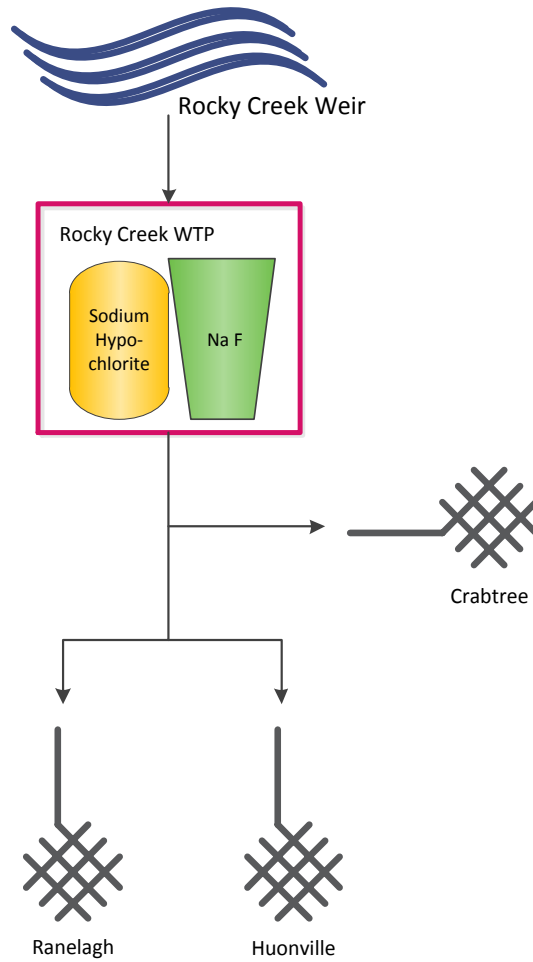 Rocky Creek Weir
Rocky Creek WTP
Sodium
Hypo-
chlorite
Na F
Crabtree
Ranelagh
Huonville